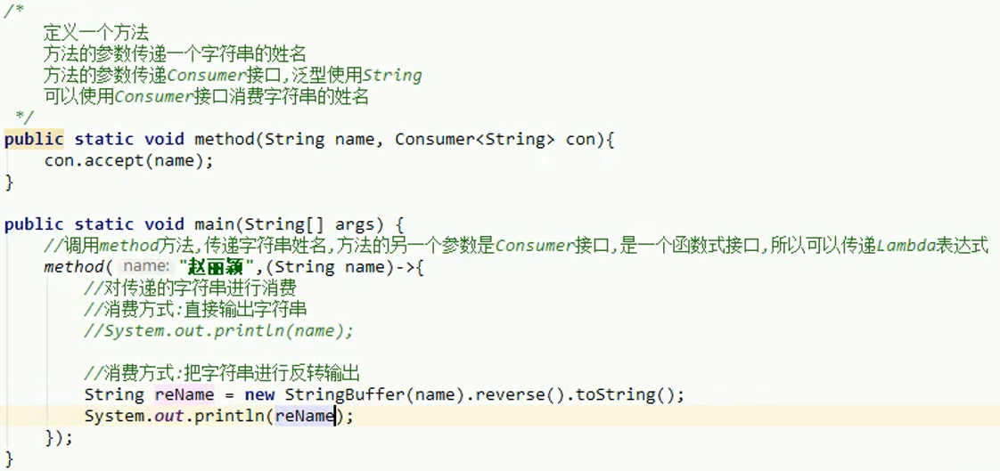 /*
    定义一个方法
    方法的参数传递一个字符串的姓名
    方法的参数传递Consumer接口,泛型使用String
    可以使用Consumer接口消费字符串的姓名
 */
public static void method(String name, Consumer<String> con){
    con.accept(name);
}

public static void main(String[] args) {
    //调用method方法,传递字符串姓名,方法的另一个参数是Consumer接口,是一个函数式接口,所以可以传递Lambda表达式
    method( name: "赵丽颖",(String name)->{
        //对传递的字符串进行消费
        //消费方式:直接输出字符串
        //System.out.println(name);

        //消费方式:把字符串进行反转输出
        String reName = new StringBuffer(name).reverse().toString();
        System.out.println(reName);
    });
}